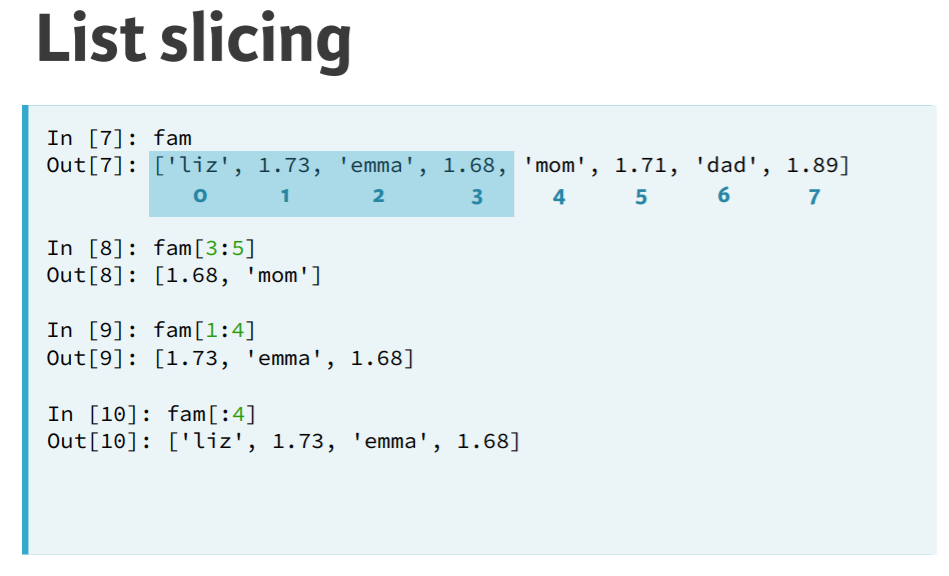 List slicing
In [7]: fam
Out[7]: ['liz', 1.73, 'emma', 1.68, 'mom', 1.71, 'dad', 1.89]
0 1 2 3 4 5 6 7
In [8]: fam[3:5]
Out[8]: [1.68, 'mom']
In [9]: fam[1:4]
Out[9]: [1.73, 'emma', 1.68]
In [10]: fam[:4]
Out[10]: ['liz', 1.73, 'emma', 1.68]